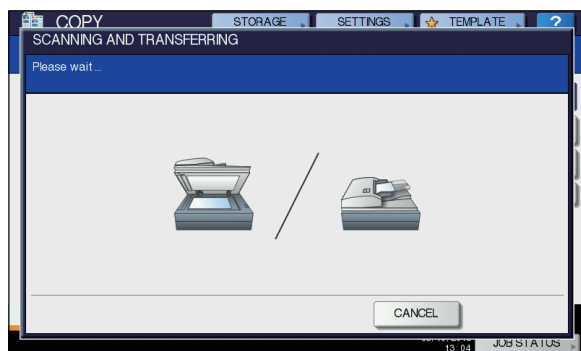 COPY STORAGE SETTINGS TEMPLATE ?
SCANNING AND TRANSFERRING
Please wait ...
CANCEL
13:04 JOB STATUS